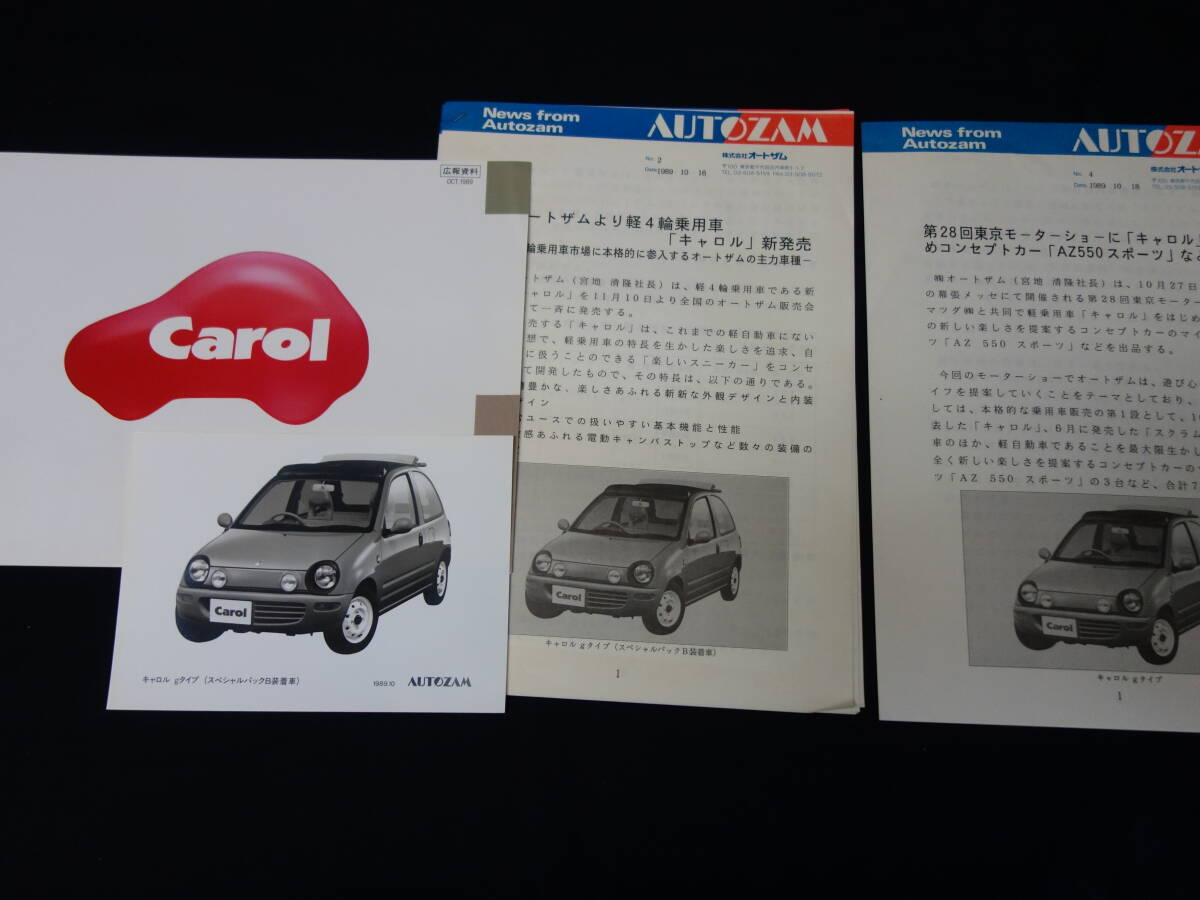 広報資料
OCT.1989
Carol
Carol
キャロル gタイプ (スペシャルパックB装着車)
1989.10 AUTOZAM
News from
Autozam
AUTOZAM
No. 2
Date 1989 10 16
株式会社オートザム
ートザムより軽4輪乗用車
「キャロル」新発売
輪乗用車市場に本格的に参入するオートザムの主力車種−
トザム (宮地 清隆社長) は、軽4輪乗用車である新
ャロル」を11月10日より全国のオートザム販売会
て一斉に発売する。
売する「キャロル」は、これまでの軽自動車にない
想で、軽乗用車の特長を生かした楽しさを追求、自
に扱うことのできる「楽しいスニーカー」をコンセ
て開発したもので、その特長は、以下の通りである。
豊かな、楽しさあふれる斬新な外観デザインと内装
イン
ユースでの扱いやすい基本機能と性能
感あふれる電動キャンバストップなど数々の装備の
Carol
キャロル gタイプ (スペシャルパックB装着車)
1
News from
Autozam
AUTOZA
No. 4
Date 1989 10 18
株式会社オート
第28回東京モーターショーに「キャロル」
めコンセプトカー「AZ550スポーツ」など
㈱オートザム (宮地 清隆社長) は、10月27日
の幕張メッセにて開催される第28回東京モータ
マツダ㈱と共同で軽乗用車「キャロル」をはじめ
の新しい楽しさを提案するコンセプトカーのマイ
ツ「AZ 550 スポーツ」などを出品する。
今回のモーターショーでオートザムは、遊び心
イフを提案していくことをテーマとしており、
しては、本格的な乗用車販売の第1段として、1
表した「キャロル」、6月に発売した「スクラム
車のほか、軽自動車であることを最大限生かし
全く新しい楽しさを提案するコンセプトカーの
ツ「AZ 550 スポーツ」の3台など、合計7
Carol
キャロル gタイプ
1